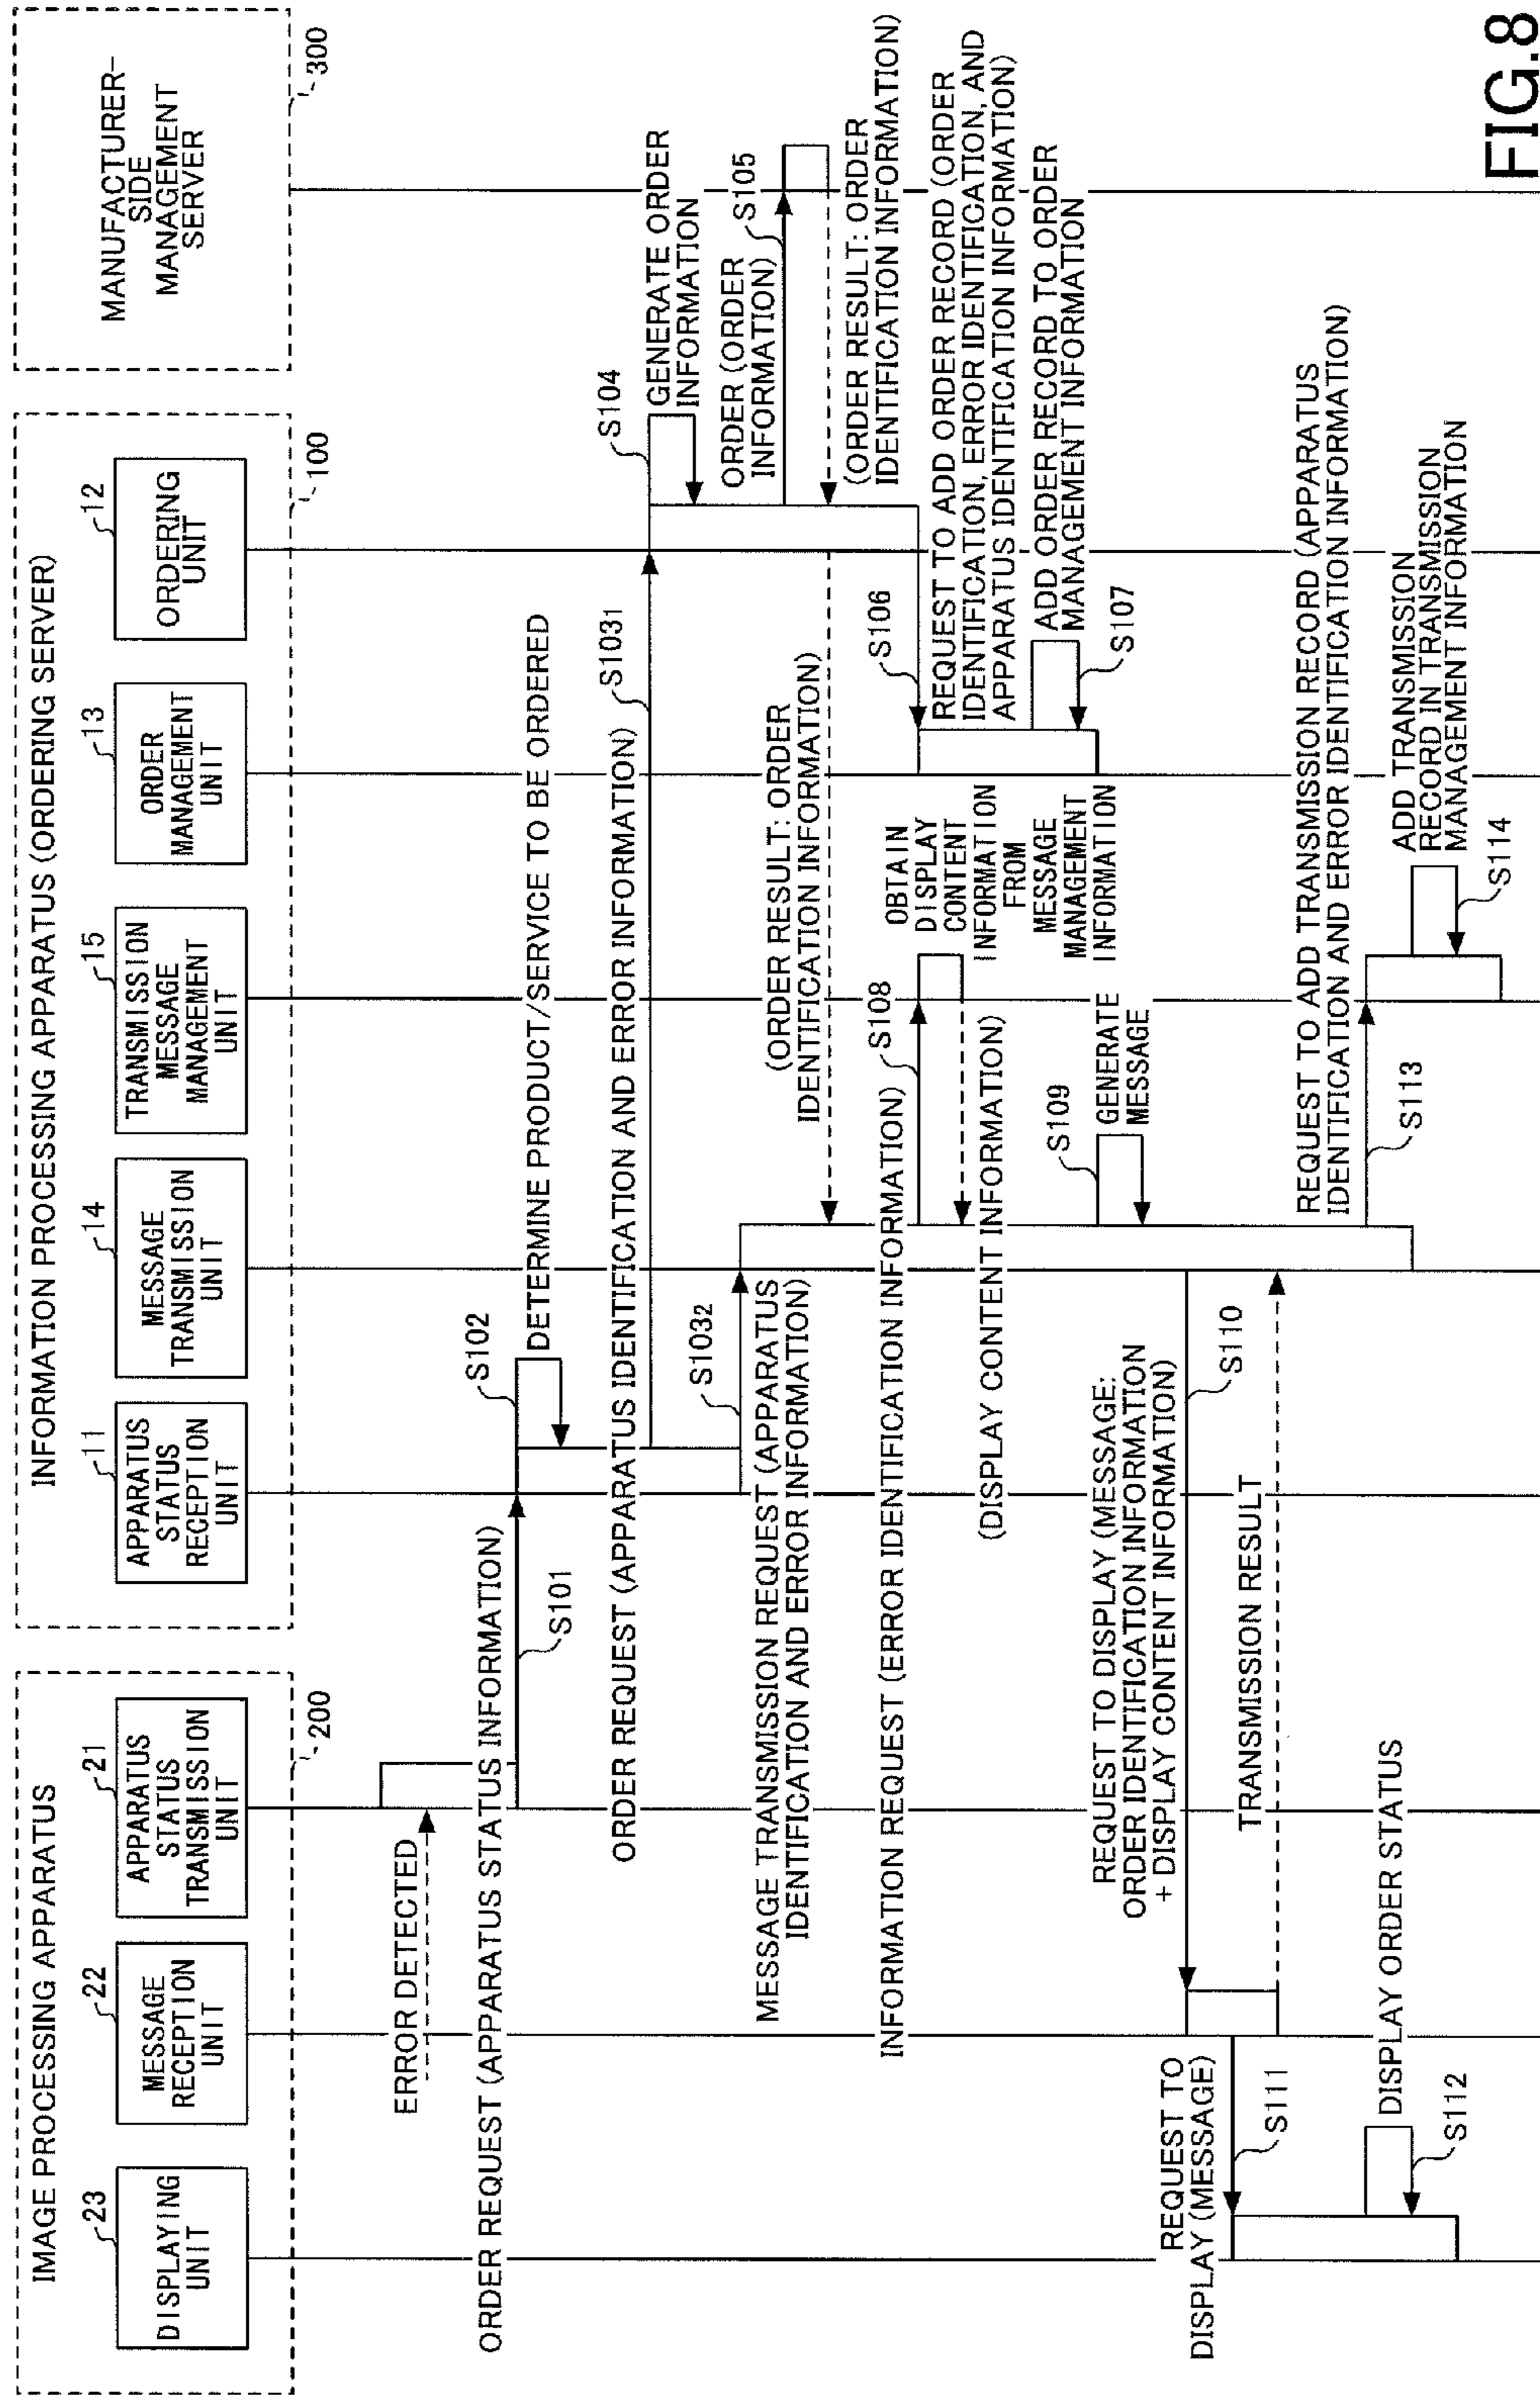 IMAGE PROCESSING APPARATUS
INFORMATION PROCESSING APPARATUS (ORDERING SERVER)
23
22
21
11
14
15
13
12
DISPLAYING
UNIT
MESSAGE
RECEPTION
UNIT
APPARATUS
STATUS
TRANSMISSION
UNIT
APPARATUS
STATUS
RECEPTION
UNIT
MESSAGE
TRANSMISSION
UNIT
TRANSMISSION
MESSAGE
MANAGEMENT
UNIT
ORDER
MANAGEMENT
UNIT
ORDERING
UNIT
MANUFACTURER-
SIDE
MANAGEMENT
SERVER
200
100
300
ERROR DETECTED
ORDER REQUEST (APPARATUS STATUS INFORMATION)
S101
S102
DETERMINE PRODUCT/SERVICE TO BE ORDERED
ORDER REQUEST (APPARATUS IDENTIFICATION AND ERROR INFORMATION)
S1031
S104
GENERATE ORDER
INFORMATION
S1032
MESSAGE TRANSMISSION REQUEST (APPARATUS
IDENTIFICATION AND ERROR INFORMATION)
ORDER (ORDER
INFORMATION)
S105
(ORDER RESULT: ORDER
IDENTIFICATION INFORMATION)
(ORDER RESULT: ORDER
IDENTIFICATION INFORMATION)
S106
REQUEST TO ADD ORDER RECORD (ORDER
IDENTIFICATION, ERROR IDENTIFICATION, AND
APPARATUS IDENTIFICATION INFORMATION)
ADD ORDER RECORD TO ORDER
MANAGEMENT INFORMATION
S107
INFORMATION REQUEST (ERROR IDENTIFICATION INFORMATION)
S108
OBTAIN
DISPLAY
CONTENT
INFORMATION
FROM
MESSAGE
MANAGEMENT
INFORMATION
(DISPLAY CONTENT INFORMATION)
S109
GENERATE
MESSAGE
REQUEST TO DISPLAY (MESSAGE:
ORDER IDENTIFICATION INFORMATION
+ DISPLAY CONTENT INFORMATION)
S110
TRANSMISSION RESULT
REQUEST TO
DISPLAY (MESSAGE)
S111
DISPLAY ORDER STATUS
S112
REQUEST TO ADD TRANSMISSION RECORD (APPARATUS
IDENTIFICATION AND ERROR IDENTIFICATION INFORMATION)
S113
ADD TRANSMISSION
RECORD IN TRANSMISSION
MANAGEMENT INFORMATION
S114
FIG.8